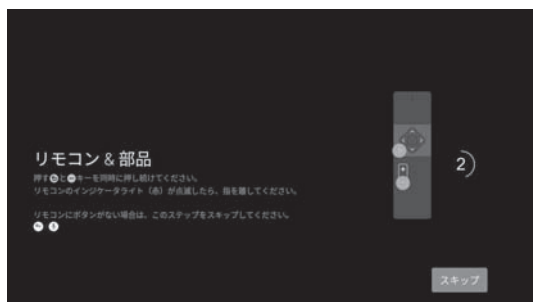 リモコン & 部品
押すとキーを同時に押し続けてください。
リモコンのインジケータライト（赤）が点滅したら、指を離してください。
リモコンにボタンがない場合は、このステップをスキップしてください。
2
スキップ